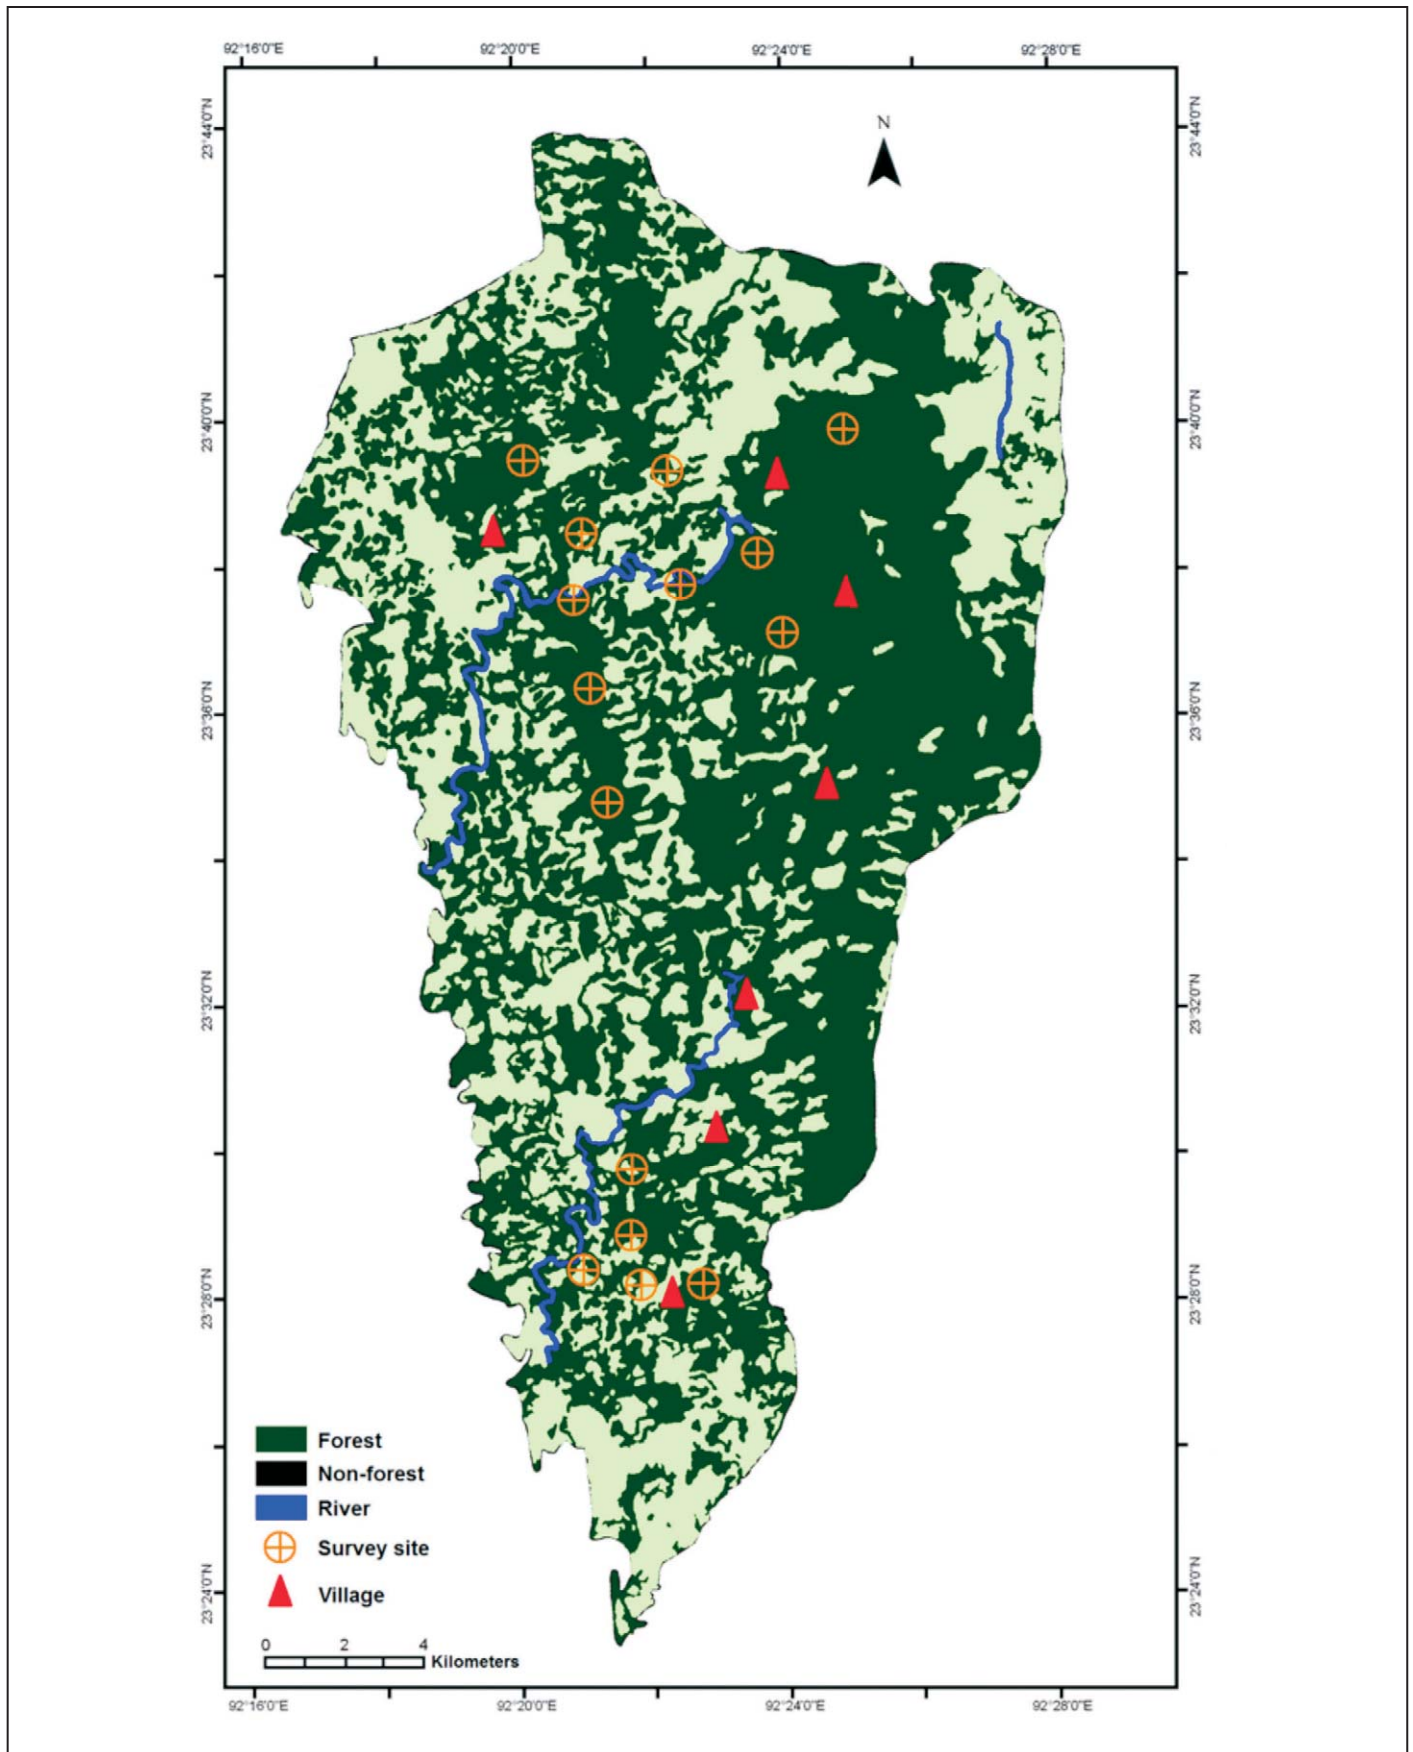 92°16'0"E 92°20'0"E 92°24'0"E 92°28'0"E
N
23°44'0"N 23°44'0"N
23°40'0"N 23°40'0"N
23°36'0"N 23°36'0"N
23°32'0"N 23°32'0"N
23°28'0"N 23°28'0"N
23°24'0"N 23°24'0"N
Forest
Non-forest
River
Survey site
Village
0 2 4
Kilometers
92°16'0"E 92°20'0"E 92°24'0"E 92°28'0"E